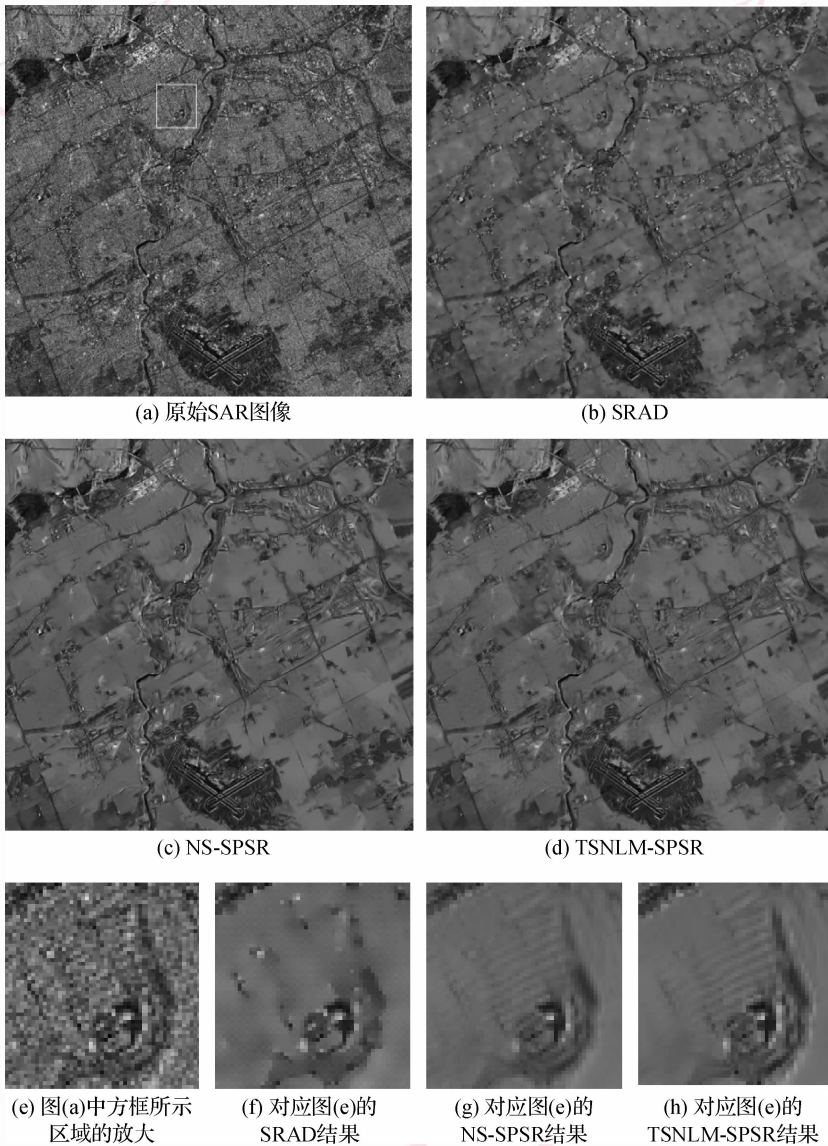 (a) 原始SAR图像
(b) SRAD
(c) NS-SPSR
(d) TSNLM-SPSR
(e) 图(a)中方框所示
区域的放大
(f) 对应图(e)的
SRAD结果
(g) 对应图(e)的
NS-SPSR结果
(h) 对应图(e)的
TSNLM-SPSR结果